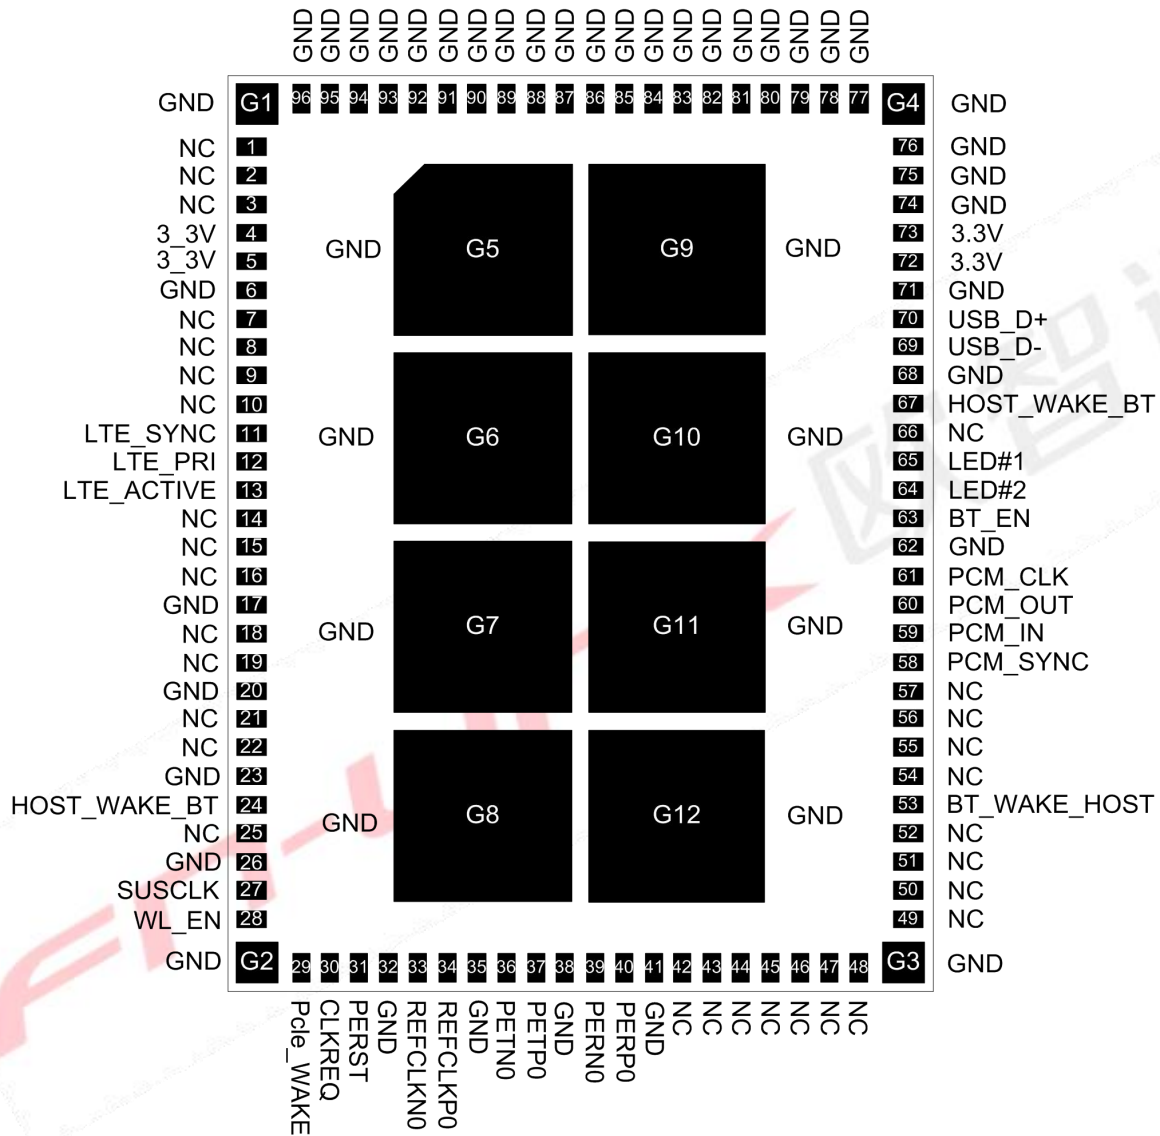 GND GND GND GND GND GND GND GND GND GND GND GND GND GND GND GND GND GND GND GND
GND G1 96 95 94 93 92 91 90 89 88 87 86 85 84 83 82 81 80 79 78 77 G4 GND
NC 1 76 GND
NC 2 75 GND
NC 3 74 GND
3_3V 4 73 3.3V
GND G5 G9 GND
3_3V 5 72 3.3V
GND 6 71 GND
NC 7 70 USB_D+
NC 8 69 USB_D-
NC 9 68 GND
NC 10 67 HOST_WAKE_BT
LTE_SYNC 11 66 NC
GND G6 G10 GND
LTE_PRI 12 65 LED#1
LTE_ACTIVE 13 64 LED#2
NC 14 63 BT_EN
NC 15 62 GND
NC 16 61 PCM_CLK
GND 17 60 PCM_OUT
GND G7 G11 GND
NC 18 59 PCM_IN
NC 19 58 PCM_SYNC
GND 20 57 NC
NC 21 56 NC
NC 22 55 NC
GND 23 54 NC
HOST_WAKE_BT 24 53 BT_WAKE_HOST
GND G8 G12 GND
NC 25 52 NC
GND 26 51 NC
SUSCLK 27 50 NC
WL_EN 28 49 NC
GND G2 29 30 31 32 33 34 35 36 37 38 39 40 41 42 43 44 45 46 47 48 G3 GND
PcIe_WAKE CLKREQ PERST GND REFCLKN0 REFCLKP0 GND PETN0 PETP0 GND PERN0 PERP0 GND NC NC NC NC NC NC NC
欧智